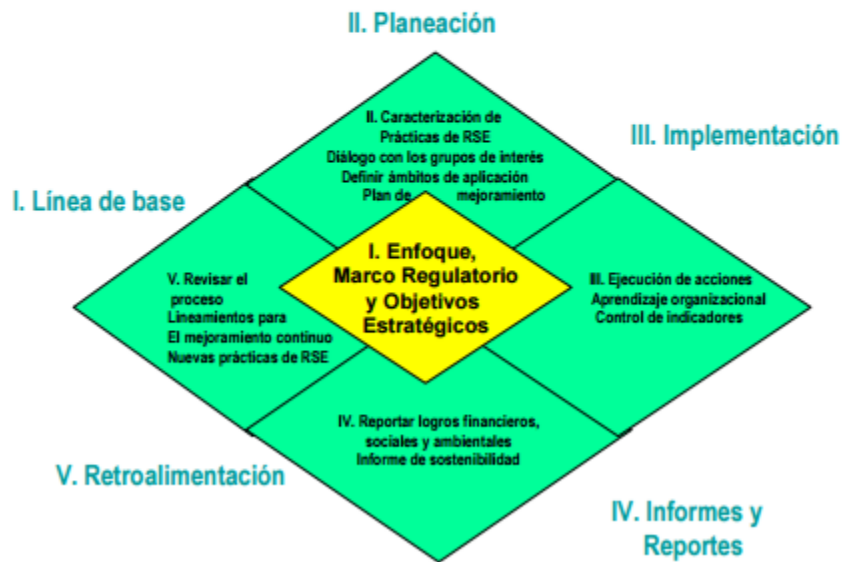 II. Planeación
II. Caracterización de
Prácticas de RSE
Diálogo con los grupos de interés
Definir ámbitos de aplicación
Plan de mejoramiento
III. Implementación
I. Línea de base
I. Enfoque,
Marco Regulatorio
y Objetivos
Estratégicos
V. Revisar el
proceso
Lineamientos para
El mejoramiento continuo
Nuevas prácticas de RSE
III. Ejecución de acciones
Aprendizaje organizacional
Control de indicadores
IV. Reportar logros financieros,
sociales y ambientales
Informe de sostenibilidad
V. Retroalimentación
IV. Informes y
Reportes